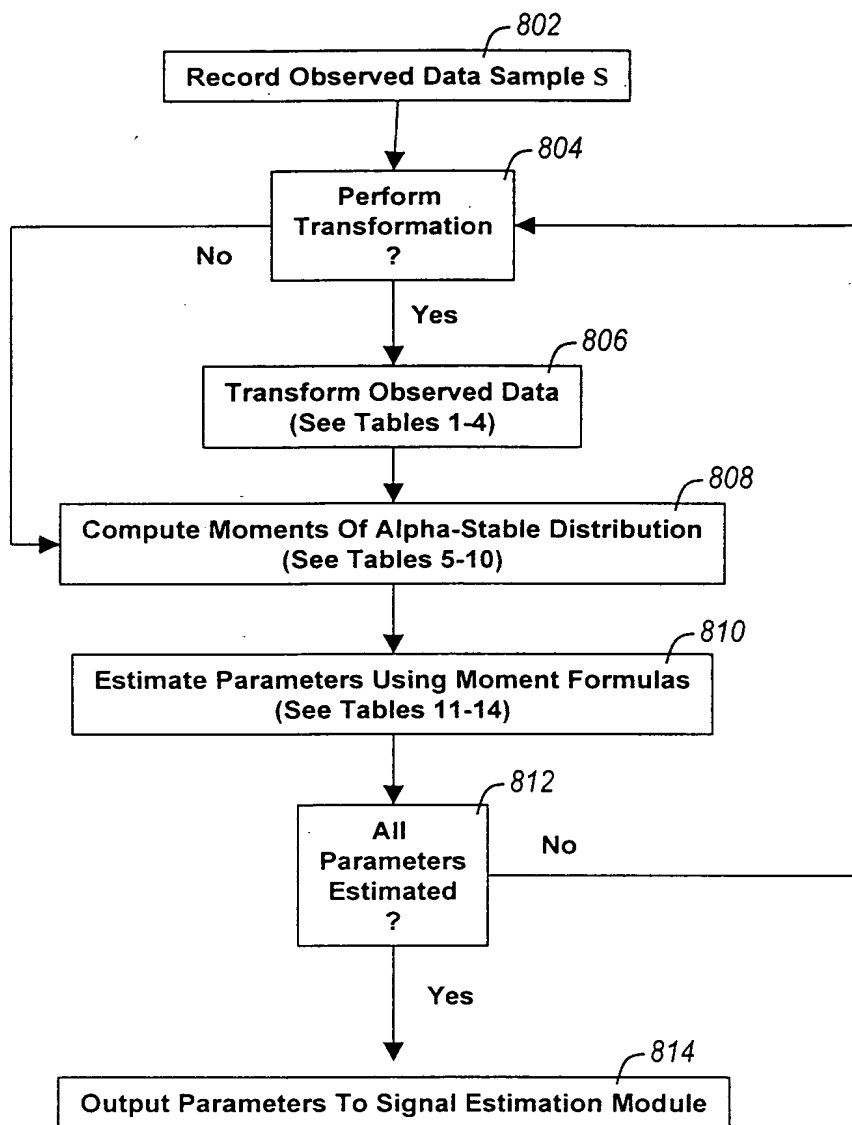 802
Record Observed Data Sample S
804
Perform
Transformation
?
No
Yes
806
Transform Observed Data
(See Tables 1-4)
808
Compute Moments Of Alpha-Stable Distribution
(See Tables 5-10)
810
Estimate Parameters Using Moment Formulas
(See Tables 11-14)
812
All
Parameters
Estimated
?
No
Yes
814
Output Parameters To Signal Estimation Module